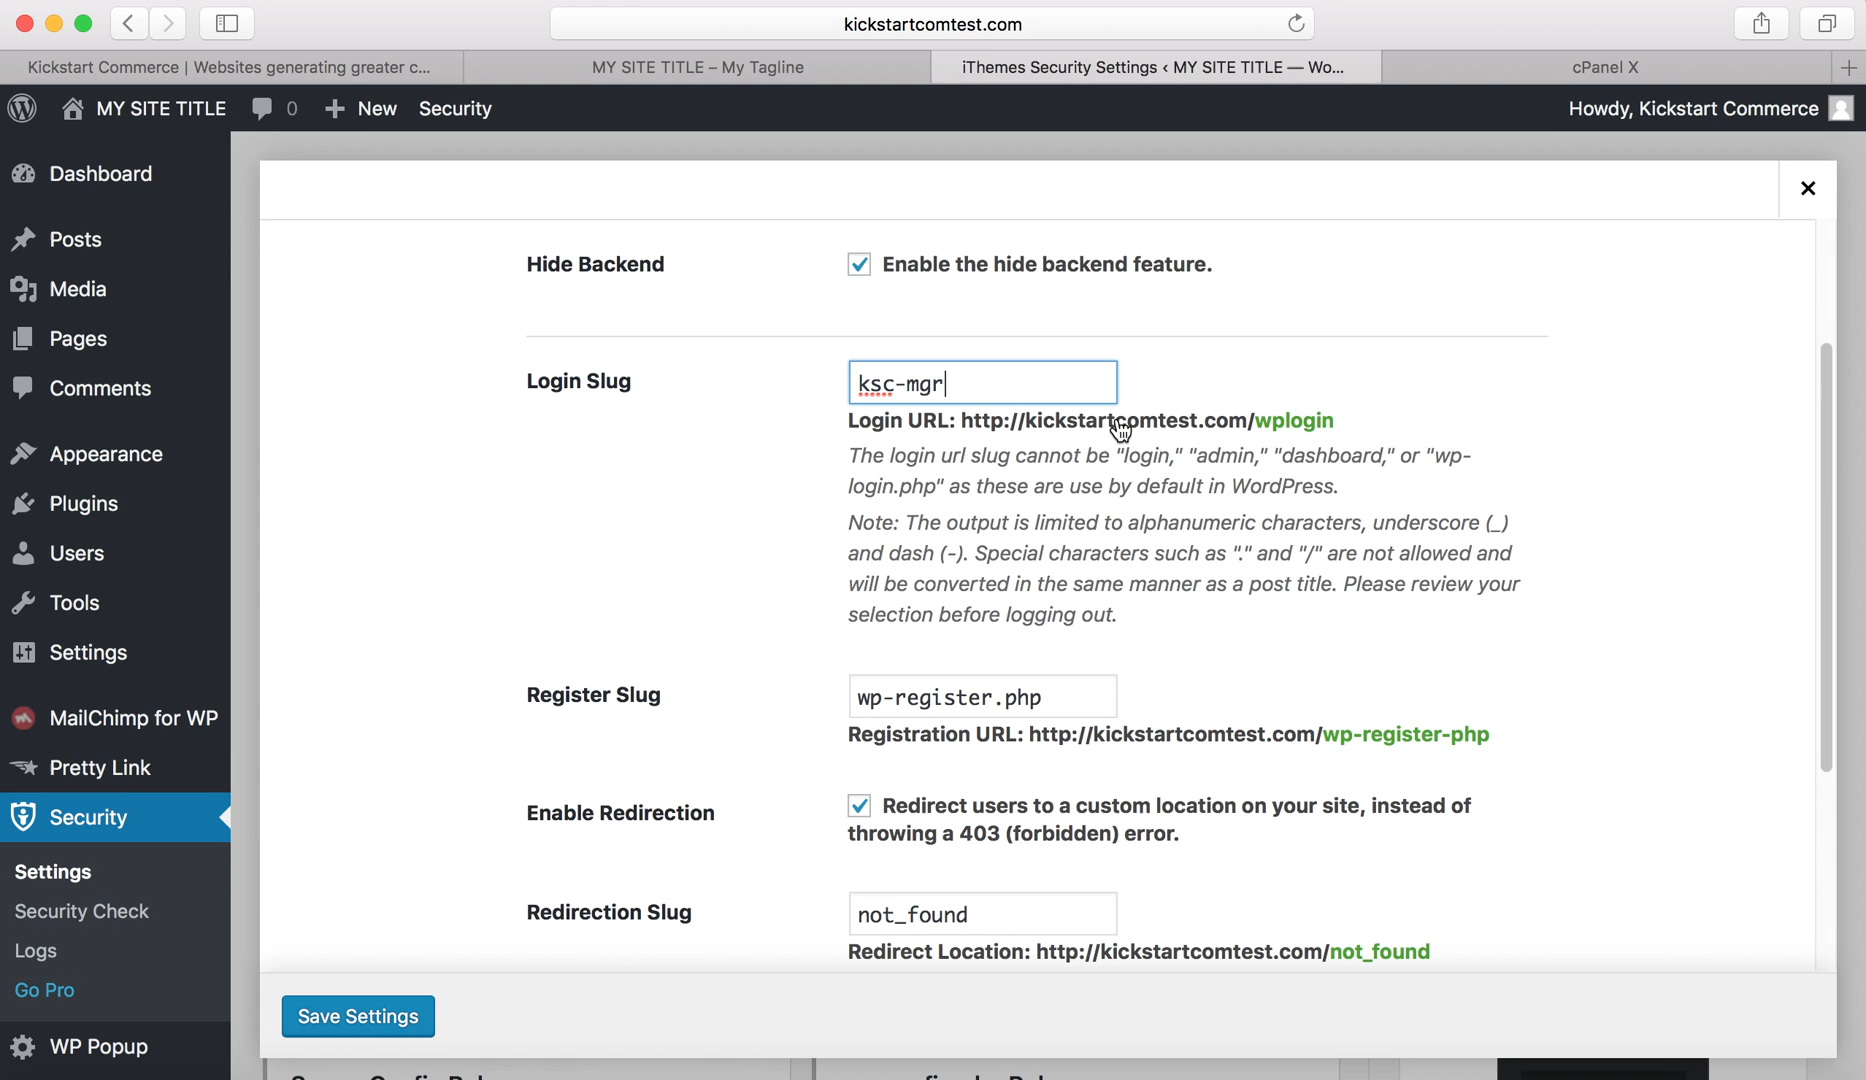 kickstartcomtest.com
Kickstart Commerce | Websites generating greater c...
MY SITE TITLE – My Tagline
iThemes Security Settings ‹ MY SITE TITLE — Wo...
cPanel X
MY SITE TITLE
0
New
Security
Howdy, Kickstart Commerce
Dashboard
Posts
Media
Pages
Comments
Appearance
Plugins
Users
Tools
Settings
MailChimp for WP
Pretty Link
Security
Settings
Security Check
Logs
Go Pro
WP Popup
Hide Backend
Enable the hide backend feature.
Login Slug
ksc-mgr
Login URL: http://kickstartcomtest.com/wplogin
The login url slug cannot be "login," "admin," "dashboard," or "wp-
login.php" as these are use by default in WordPress.
Note: The output is limited to alphanumeric characters, underscore (_)
and dash (-). Special characters such as "." and "/" are not allowed and
will be converted in the same manner as a post title. Please review your
selection before logging out.
Register Slug
wp-register.php
Registration URL: http://kickstartcomtest.com/wp-register-php
Enable Redirection
Redirect users to a custom location on your site, instead of
throwing a 403 (forbidden) error.
Redirection Slug
not_found
Redirect Location: http://kickstartcomtest.com/not_found
Save Settings